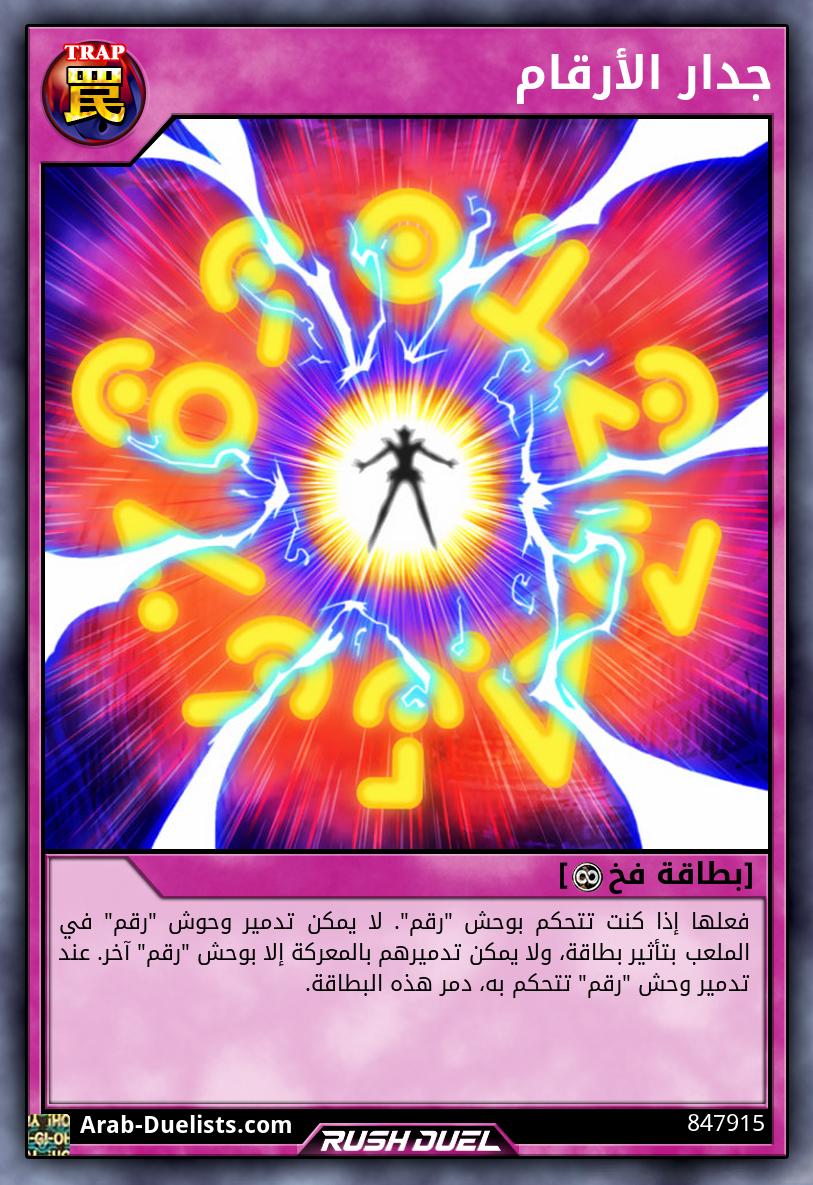 TRAP
罠
جدار الأرقام
[بطاقة فخ ∞]
فعلها إذا كنت تتحكم بوحش "رقم". لا يمكن تدمير وحوش "رقم" في
الملعب بتأثير بطاقة، ولا يمكن تدميرهم بالمعركة إلا بوحش "رقم" آخر. عند
تدمير وحش "رقم" تتحكم به، دمر هذه البطاقة.
Arab-Duelists.com
847915
RUSH DUEL